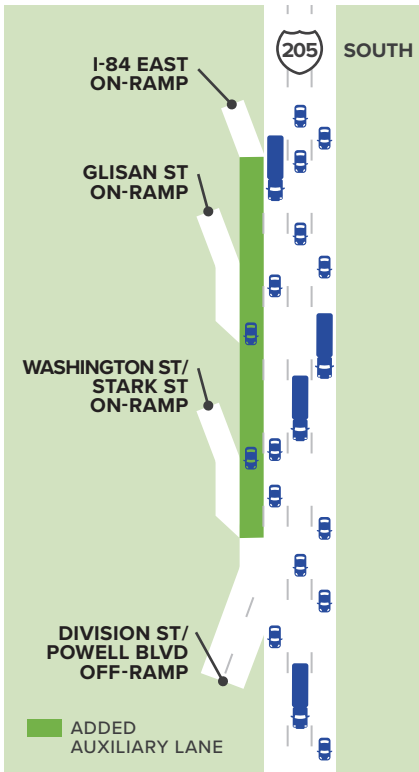 205 SOUTH
I-84 EAST
ON-RAMP
GLISAN ST
ON-RAMP
WASHINGTON ST/
STARK ST
ON-RAMP
DIVISION ST/
POWELL BLVD
OFF-RAMP
ADDED
AUXILIARY LANE